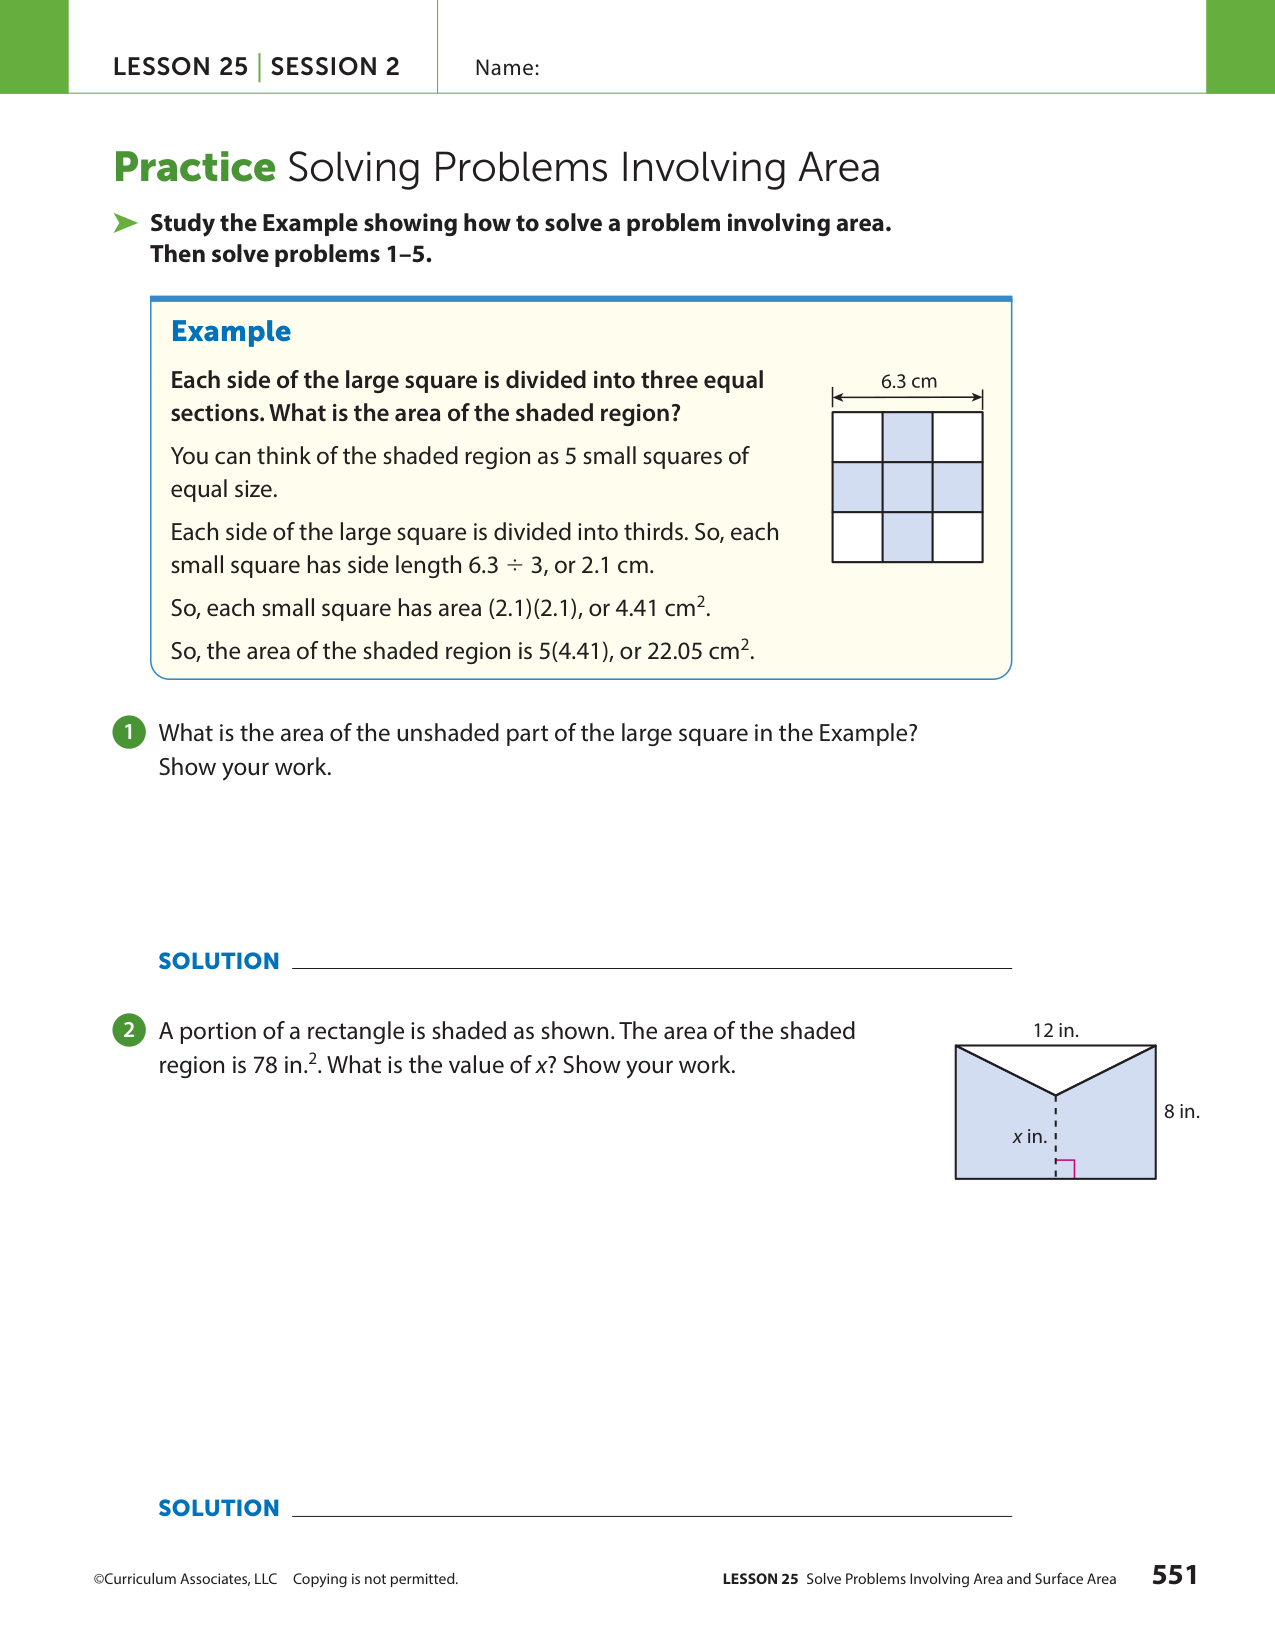 LESSON 25 | SESSION 2
Name:
Practice Solving Problems Involving Area
Study the Example showing how to solve a problem involving area.
Then solve problems 1–5.
Example
Each side of the large square is divided into three equal
sections. What is the area of the shaded region?
6.3 cm
You can think of the shaded region as 5 small squares of
equal size.
Each side of the large square is divided into thirds. So, each
small square has side length 6.3 ÷ 3, or 2.1 cm.
So, each small square has area (2.1)(2.1), or 4.41 cm².
So, the area of the shaded region is 5(4.41), or 22.05 cm².
1 What is the area of the unshaded part of the large square in the Example?
Show your work.
SOLUTION
2 A portion of a rectangle is shaded as shown. The area of the shaded
region is 78 in.². What is the value of x? Show your work.
12 in.
8 in.
x in.
SOLUTION
©Curriculum Associates, LLC Copying is not permitted.
LESSON 25 Solve Problems Involving Area and Surface Area
551